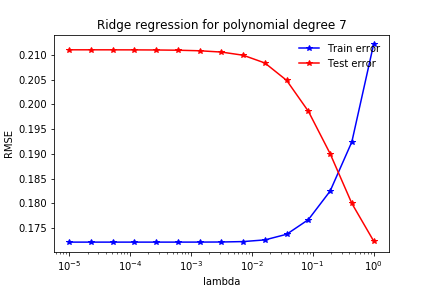 Ridge regression for polynomial degree 7
Train error
Test error
0.210
0.205
0.200
0.195
0.190
0.185
0.180
0.175
RMSE
10⁻⁵
10⁻⁴
10⁻³
10⁻²
10⁻¹
10⁰
lambda